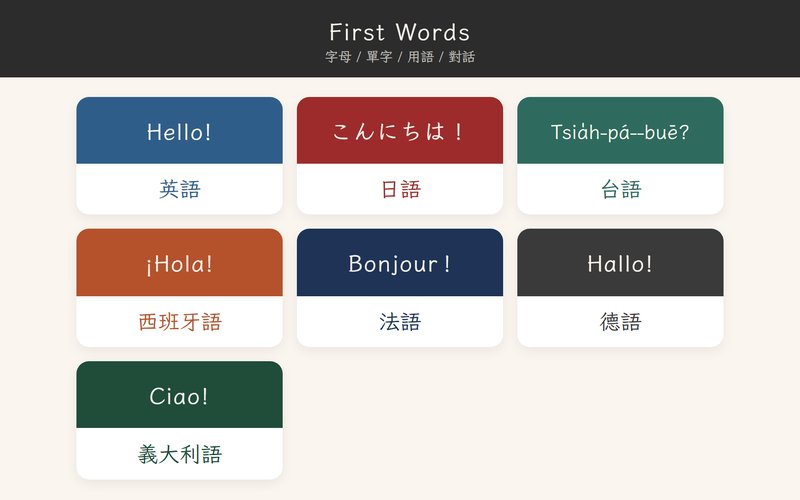 First Words
字母 / 單字 / 用語 / 對話
Hello!
英語
こんにちは！
日語
Tsia̍h-pá--buē?
台語
¡Hola!
西班牙語
Bonjour !
法語
Hallo!
德語
Ciao!
義大利語